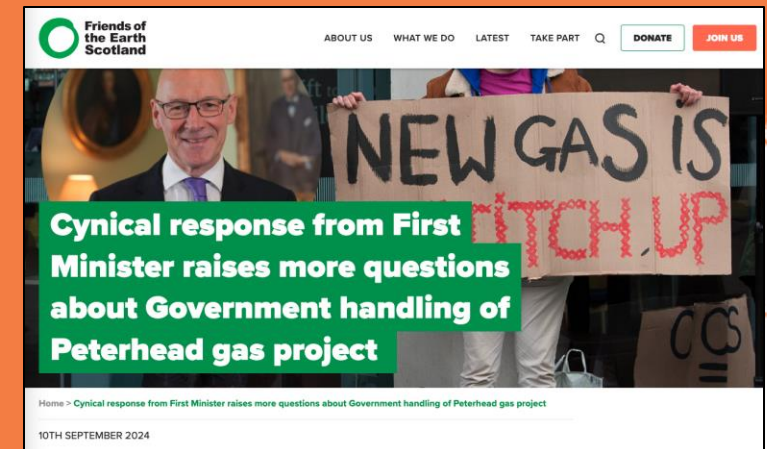 Friends of
the Earth
Scotland
ABOUT US WHAT WE DO LATEST TAKE PART DONATE JOIN US
NEW GAS IS
TCH UP
CCS
Cynical response from First
Minister raises more questions
about Government handling of
Peterhead gas project
Home > Cynical response from First Minister raises more questions about Government handling of Peterhead gas project
10TH SEPTEMBER 2024